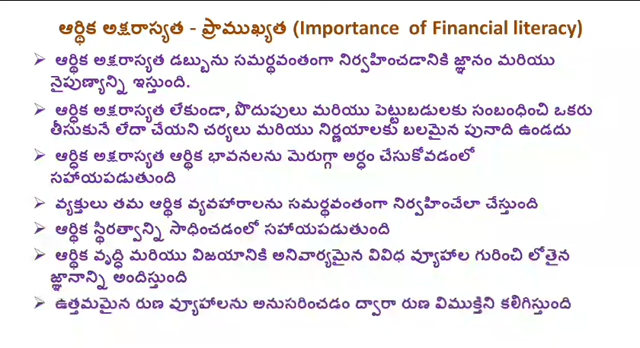 ఆర్థిక అక్షరాస్యత - ప్రాముఖ్యత (Importance of Financial literacy)
➢ ఆర్థిక అక్షరాస్యత డబ్బును సమర్థవంతంగా నిర్వహించడానికి జ్ఞానం మరియు
నైపుణ్యాన్ని ఇస్తుంది.
➢ ఆర్థిక అక్షరాస్యత లేకుండా, పొదుపులు మరియు పెట్టుబడులకు సంబంధించి ఒకరు
తీసుకునే లేదా చేయని చర్యలు మరియు నిర్ణయాలకు బలమైన పునాది ఉండదు
➢ ఆర్థిక అక్షరాస్యత ఆర్థిక భావనలను మెరుగ్గా అర్థం చేసుకోవడంలో
సహాయపడుతుంది
➢ వ్యక్తులు తమ ఆర్థిక వ్యవహారాలను సమర్థవంతంగా నిర్వహించేలా చేస్తుంది
➢ ఆర్థిక స్థిరత్వాన్ని సాధించడంలో సహాయపడుతుంది
➢ ఆర్థిక వృద్ధి మరియు విజయానికి అనివార్యమైన వివిధ వ్యూహాల గురించి లోతైన
జ్ఞానాన్ని అందిస్తుంది
➢ ఉత్తమమైన రుణ వ్యూహాలను అనుసరించడం ద్వారా రుణ విముక్తిని కలిగిస్తుంది